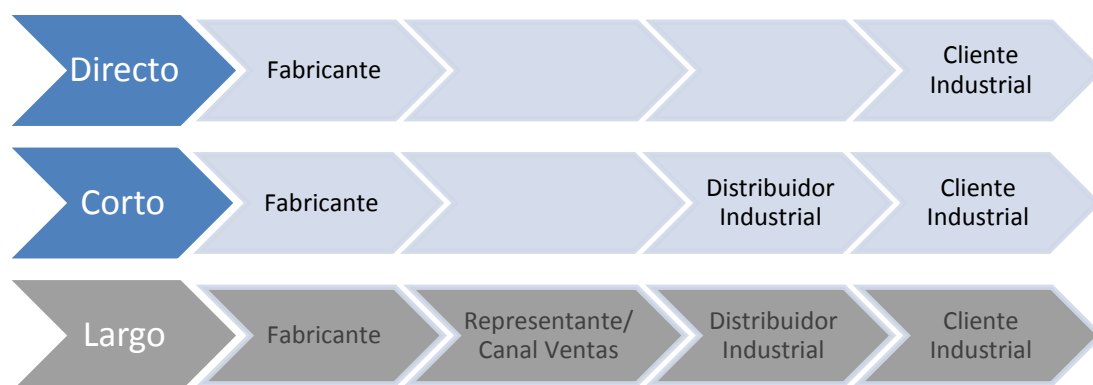 Directo
Fabricante
Cliente
Industrial
Corto
Fabricante
Distribuidor
Industrial
Cliente
Industrial
Largo
Fabricante
Representante/
Canal Ventas
Distribuidor
Industrial
Cliente
Industrial